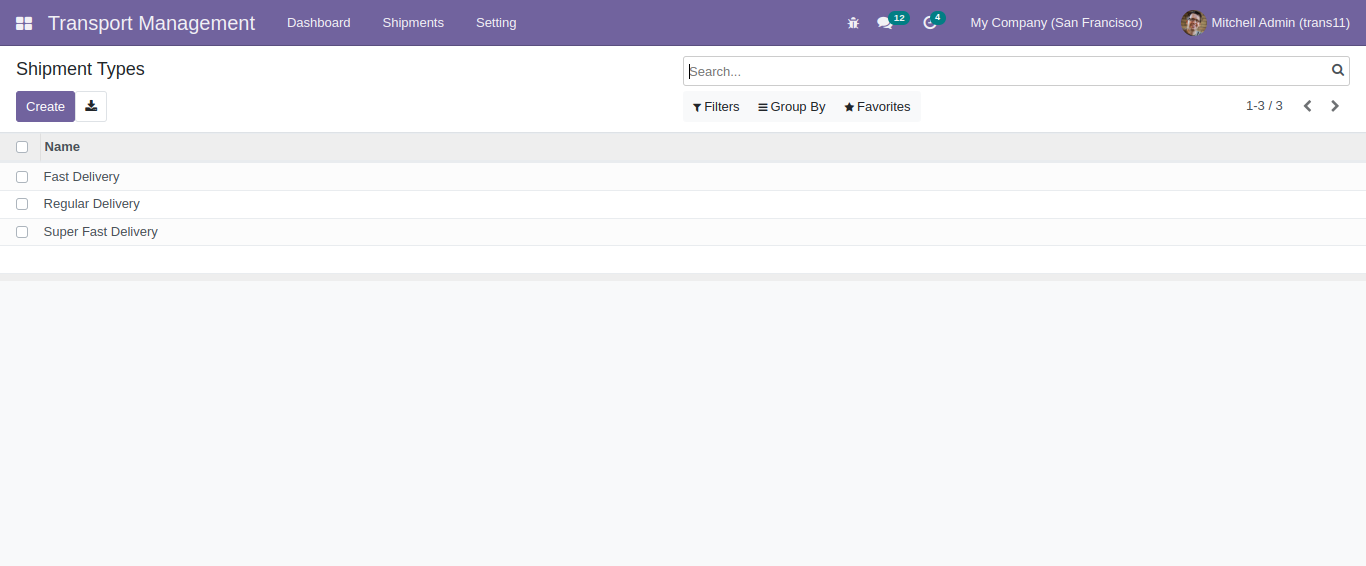 Transport Management Dashboard Shipments Setting 12 4 My Company (San Francisco) Mitchell Admin (trans11)
Shipment Types
Search...
Create Filters Group By Favorites 1-3 / 3
Name
Fast Delivery
Regular Delivery
Super Fast Delivery